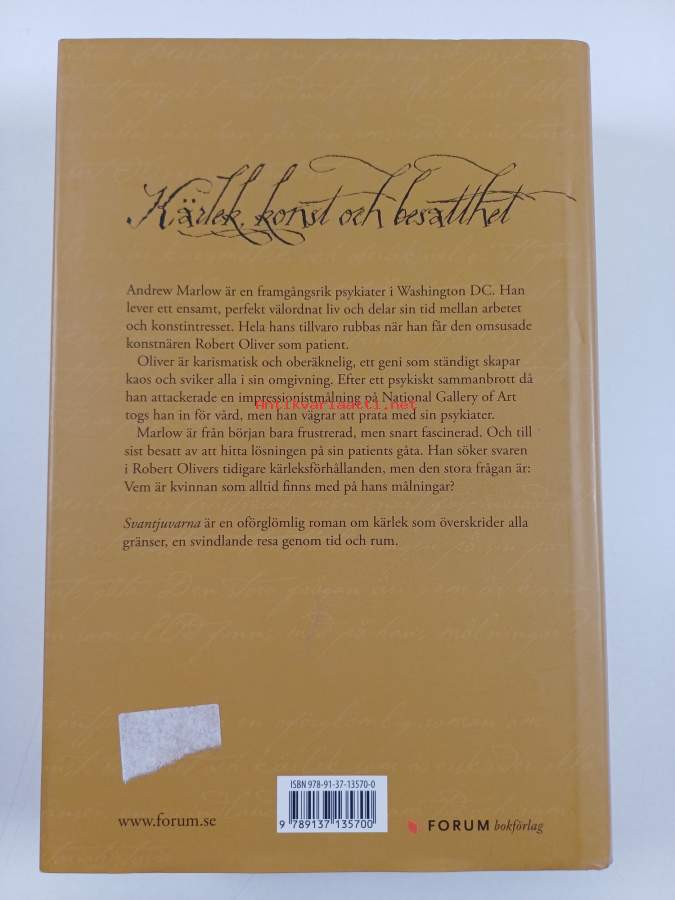 Kärlek, konst och besatthet
Andrew Marlow är en framgångsrik psykiater i Washington DC. Han
lever ett ensamt, perfekt välordnat liv och delar sin tid mellan arbetet
och konstintresset. Hela hans tillvaro rubbas när han får den omsusade
konstnären Robert Oliver som patient.
Oliver är karismatisk och oberäknelig, ett geni som ständigt skapar
kaos och sviker alla i sin omgivning. Efter ett psykiskt sammanbrott då
han attackerade en impressionistmålning på National Gallery of Art
Antikvariaatti.net
togs han in för vård, men han vägrar att prata med sin psykiater.
Marlow är från början bara frustrerad, men snart fascinerad. Och till
sist besatt av att hitta lösningen på sin patients gåta. Han söker svaren
i Robert Olivers tidigare kärleksförhållanden, men den stora frågan är:
Vem är kvinnan som alltid finns med på hans målningar?
Svantjuvarna är en oförglömlig roman om kärlek som överskrider alla
gränser, en svindlande resa genom tid och rum.
ISBN 978-91-37-13570-0
9 789137 135700
www.forum.se
FORUM bokförlag